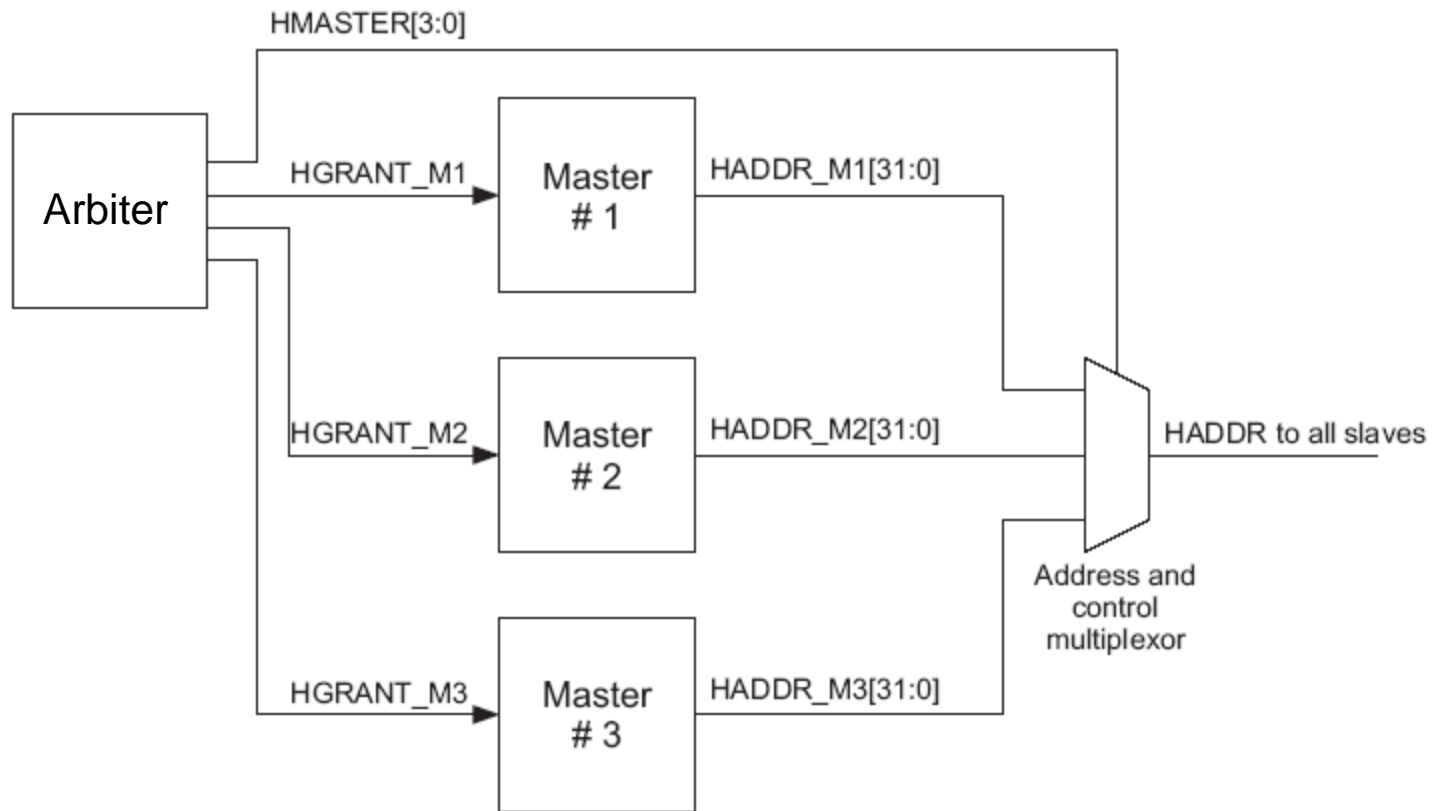 HMASTER[3:0]
Arbiter
HGRANT_M1
Master
# 1
HADDR_M1[31:0]
HGRANT_M2
Master
# 2
HADDR_M2[31:0]
HADDR to all slaves
Address and
control
multiplexor
HGRANT_M3
Master
# 3
HADDR_M3[31:0]